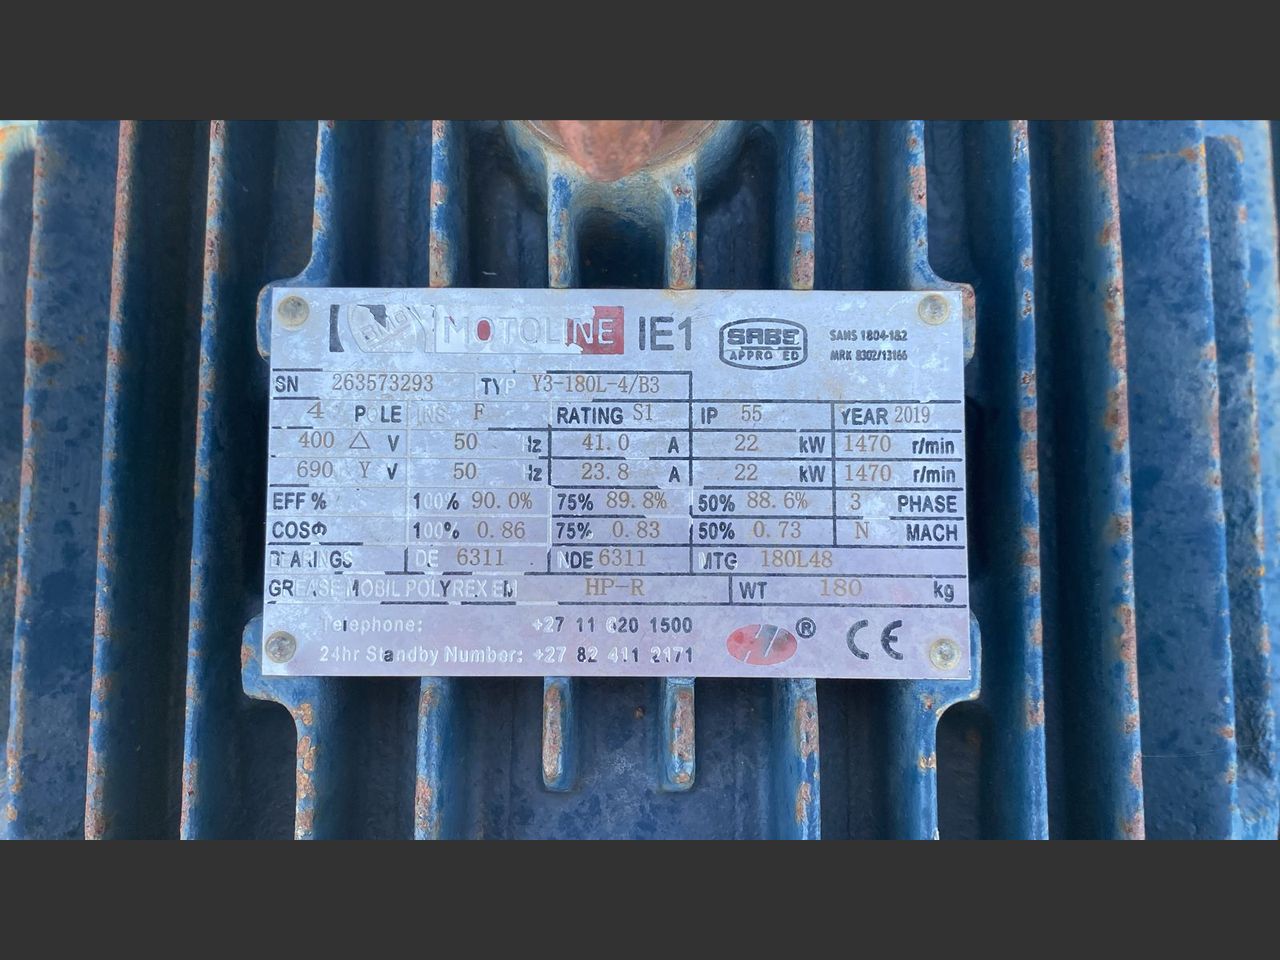 MOTOLINE IE1 SABS APPROVED SANS 1804-1&2
MRK 8302/13166
SN 263573293 TYP Y3-180L-4/B3
4 POLE INS F RATING S1 IP 55 YEAR 2019
400 △ V 50 Hz 41.0 A 22 kW 1470 r/min
690 Y V 50 Hz 23.8 A 22 kW 1470 r/min
EFF % 100% 90.0% 75% 89.8% 50% 88.6% 3 PHASE
COSΦ 100% 0.86 75% 0.83 50% 0.73 N MACH
BEARINGS DE 6311 NDE 6311 MTG 180L48
GREASE MOBIL POLYREX EM HP-R WT 180 kg
Telephone: +27 11 620 1500
24hr Standby Number: +27 82 411 2171
® CE